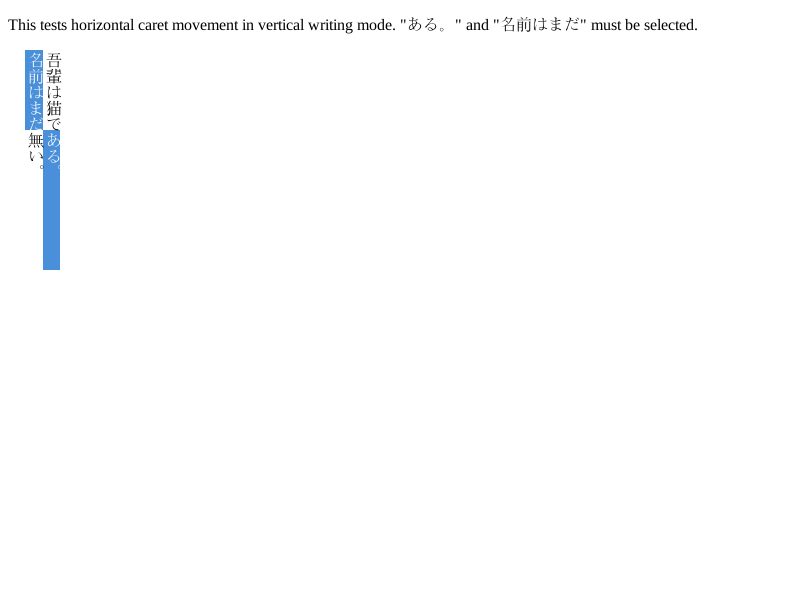 This tests horizontal caret movement in vertical writing mode. "ある。" and "名前はまだ" must be selected.
吾輩は猫である。
名前はまだ無い。